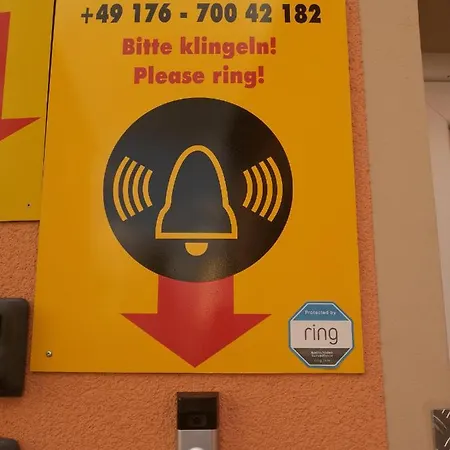 +49 176 - 700 42 182
Bitte klingeln!
Please ring!
Protected by
ring